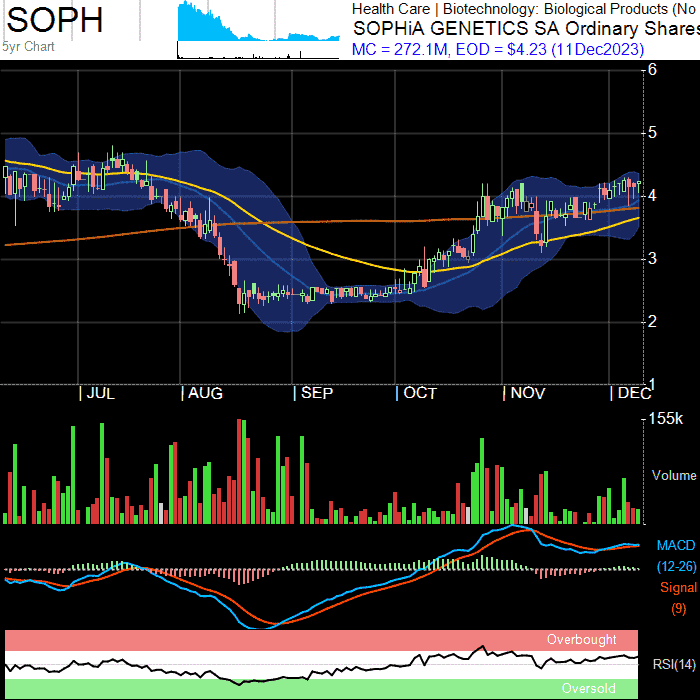 SOPH
5yr Chart
Health Care | Biotechnology: Biological Products (No
SOPHiA GENETICS SA Ordinary Shares
MC = 272.1M, EOD = $4.23 (11Dec2023)
6
5
4
3
2
1
JUL
AUG
SEP
OCT
NOV
DEC
155k
Volume
MACD
(12-26)
Signal
(9)
Overbought
RSI(14)
Oversold